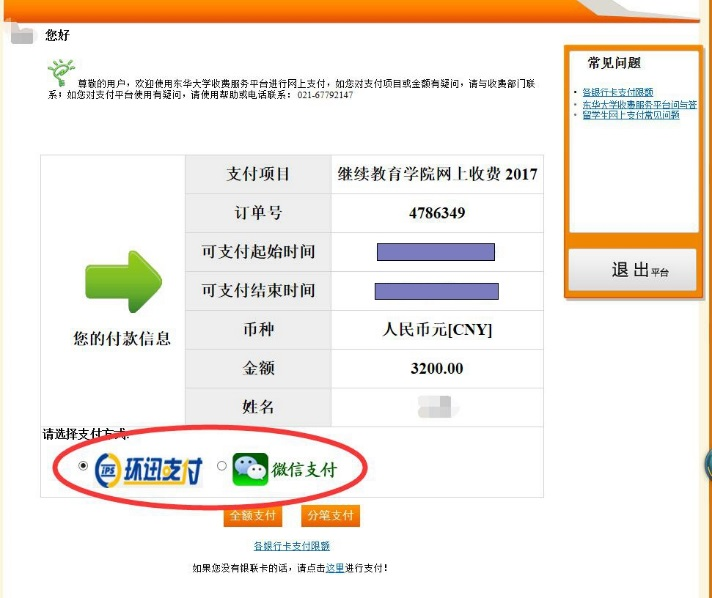 您好
尊敬的用户，欢迎使用东华大学收费服务平台进行网上支付，如您对支付项目或金额有疑问，请与收费部门联
系；如您对支付平台使用有疑问，请使用帮助或电话联系： 021-67792147
常见问题
各银行卡支付限额
东华大学收费服务平台问与答
留学生网上支付常见问题
退出平台
您的付款信息
支付项目 继续教育学院网上收费 2017
订单号 4786349
可支付起始时间
可支付结束时间
币种 人民币元[CNY]
金额 3200.00
姓名
请选择支付方式:
IPS 环迅支付 微信支付
全额支付 分笔支付
各银行卡支付限额
如果您没有银联卡的话，请点击这里进行支付！